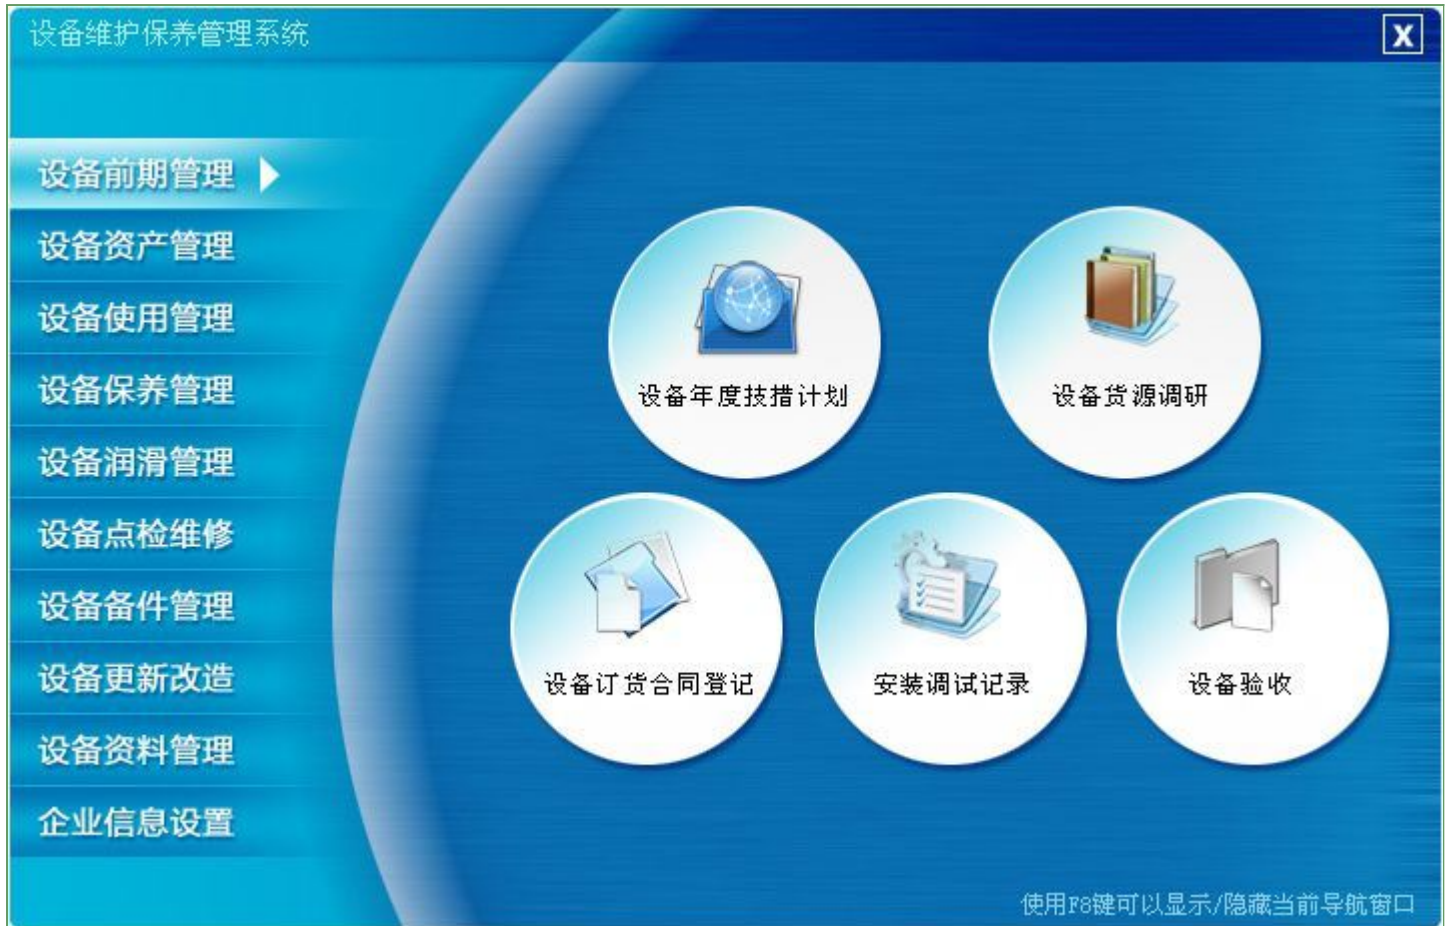 设备维护保养管理系统
X
设备前期管理
设备资产管理
设备使用管理
设备保养管理
设备润滑管理
设备点检维修
设备备件管理
设备更新改造
设备资料管理
企业信息设置
设备年度技措计划
设备货源调研
设备订货合同登记
安装调试记录
设备验收
使用F8键可以显示/隐藏当前导航窗口